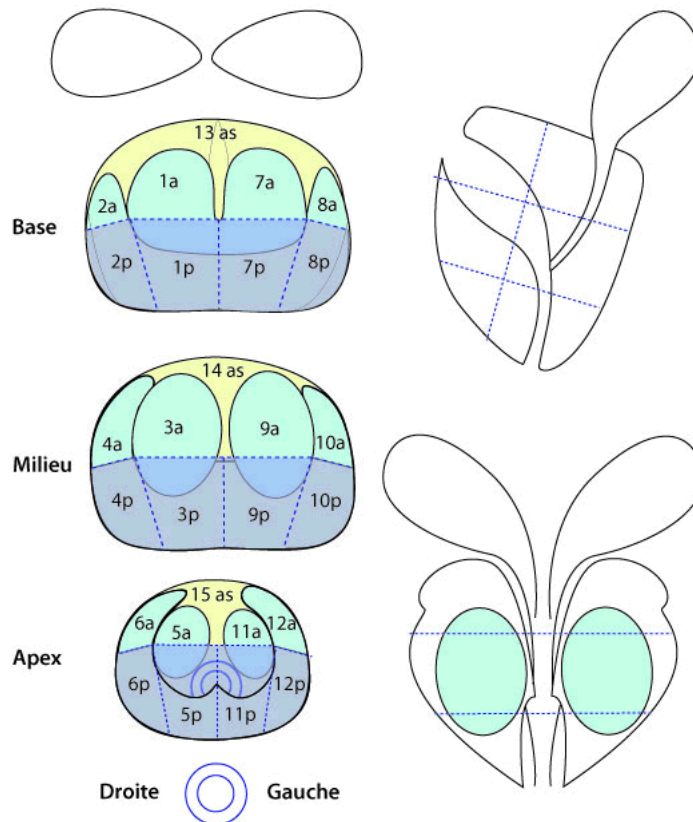 13 as
1a 7a
2a 8a
Base
2p 1p 7p 8p
14 as
3a 9a
4a 10a
Milieu
4p 3p 9p 10p
15 as
6a 5a 11a 12a
Apex
6p 12p
5p 11p
Droite Gauche